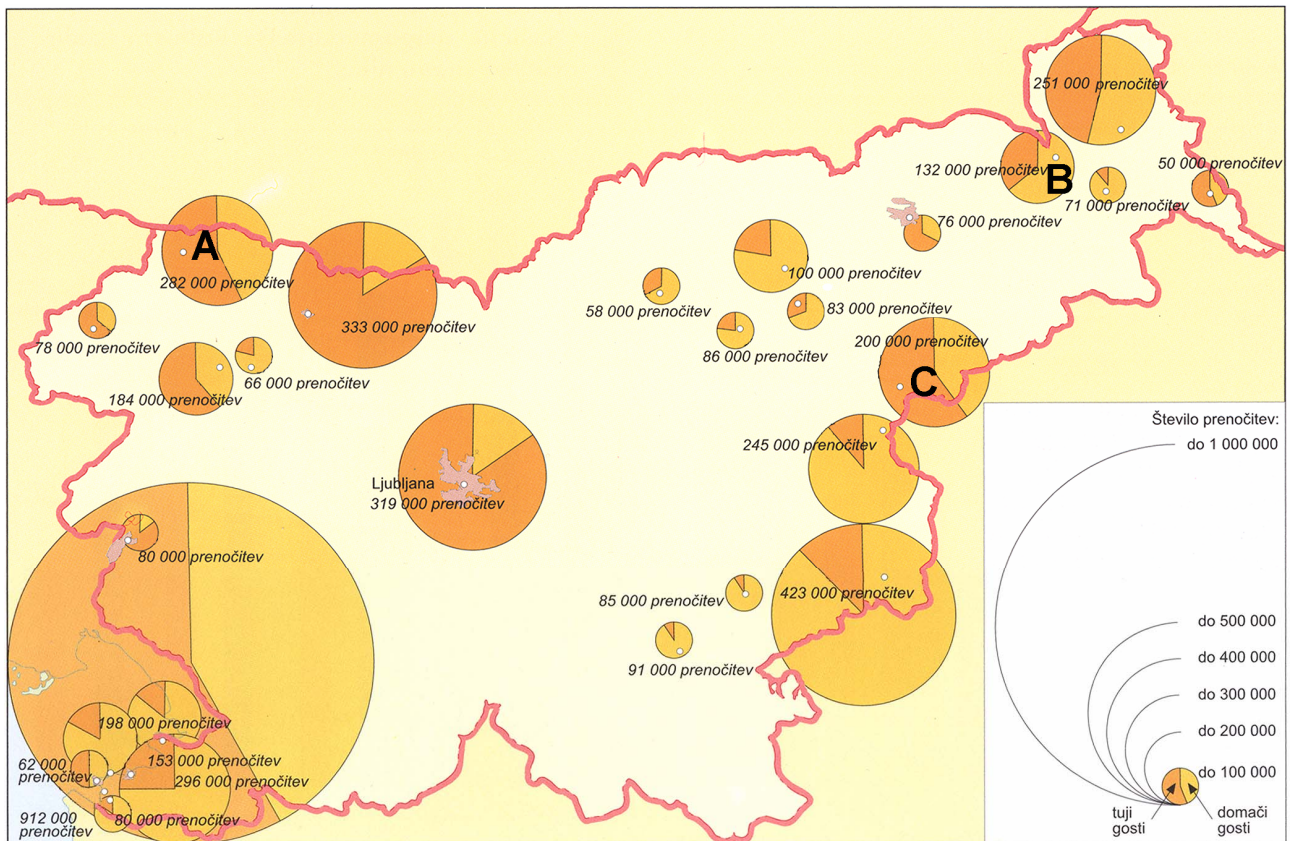 251 000 prenočitev
132 000 prenočitev
B
50 000 prenočitev
71 000 prenočitev
76 000 prenočitev
A
282 000 prenočitev
100 000 prenočitev
58 000 prenočitev
83 000 prenočitev
333 000 prenočitev
78 000 prenočitev
86 000 prenočitev
200 000 prenočitev
66 000 prenočitev
C
184 000 prenočitev
245 000 prenočitev
Ljubljana
319 000 prenočitev
80 000 prenočitev
85 000 prenočitev
423 000 prenočitev
91 000 prenočitev
198 000 prenočitev
62 000
prenočitev
153 000 prenočitev
296 000 prenočitev
912 000
prenočitev
80 000 prenočitev
Število prenočitev:
do 1 000 000
do 500 000
do 400 000
do 300 000
do 200 000
do 100 000
tuji
gosti
domači
gosti